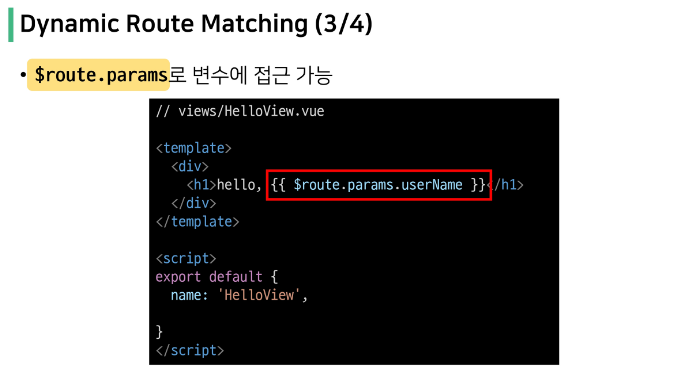 Dynamic Route Matching (3/4)
• $route.params로 변수에 접근 가능
// views/HelloView.vue
<template>
<div>
<h1>hello, {{ $route.params.userName }}</h1>
</div>
</template>
<script>
export default {
name: 'HelloView',
}
</script>